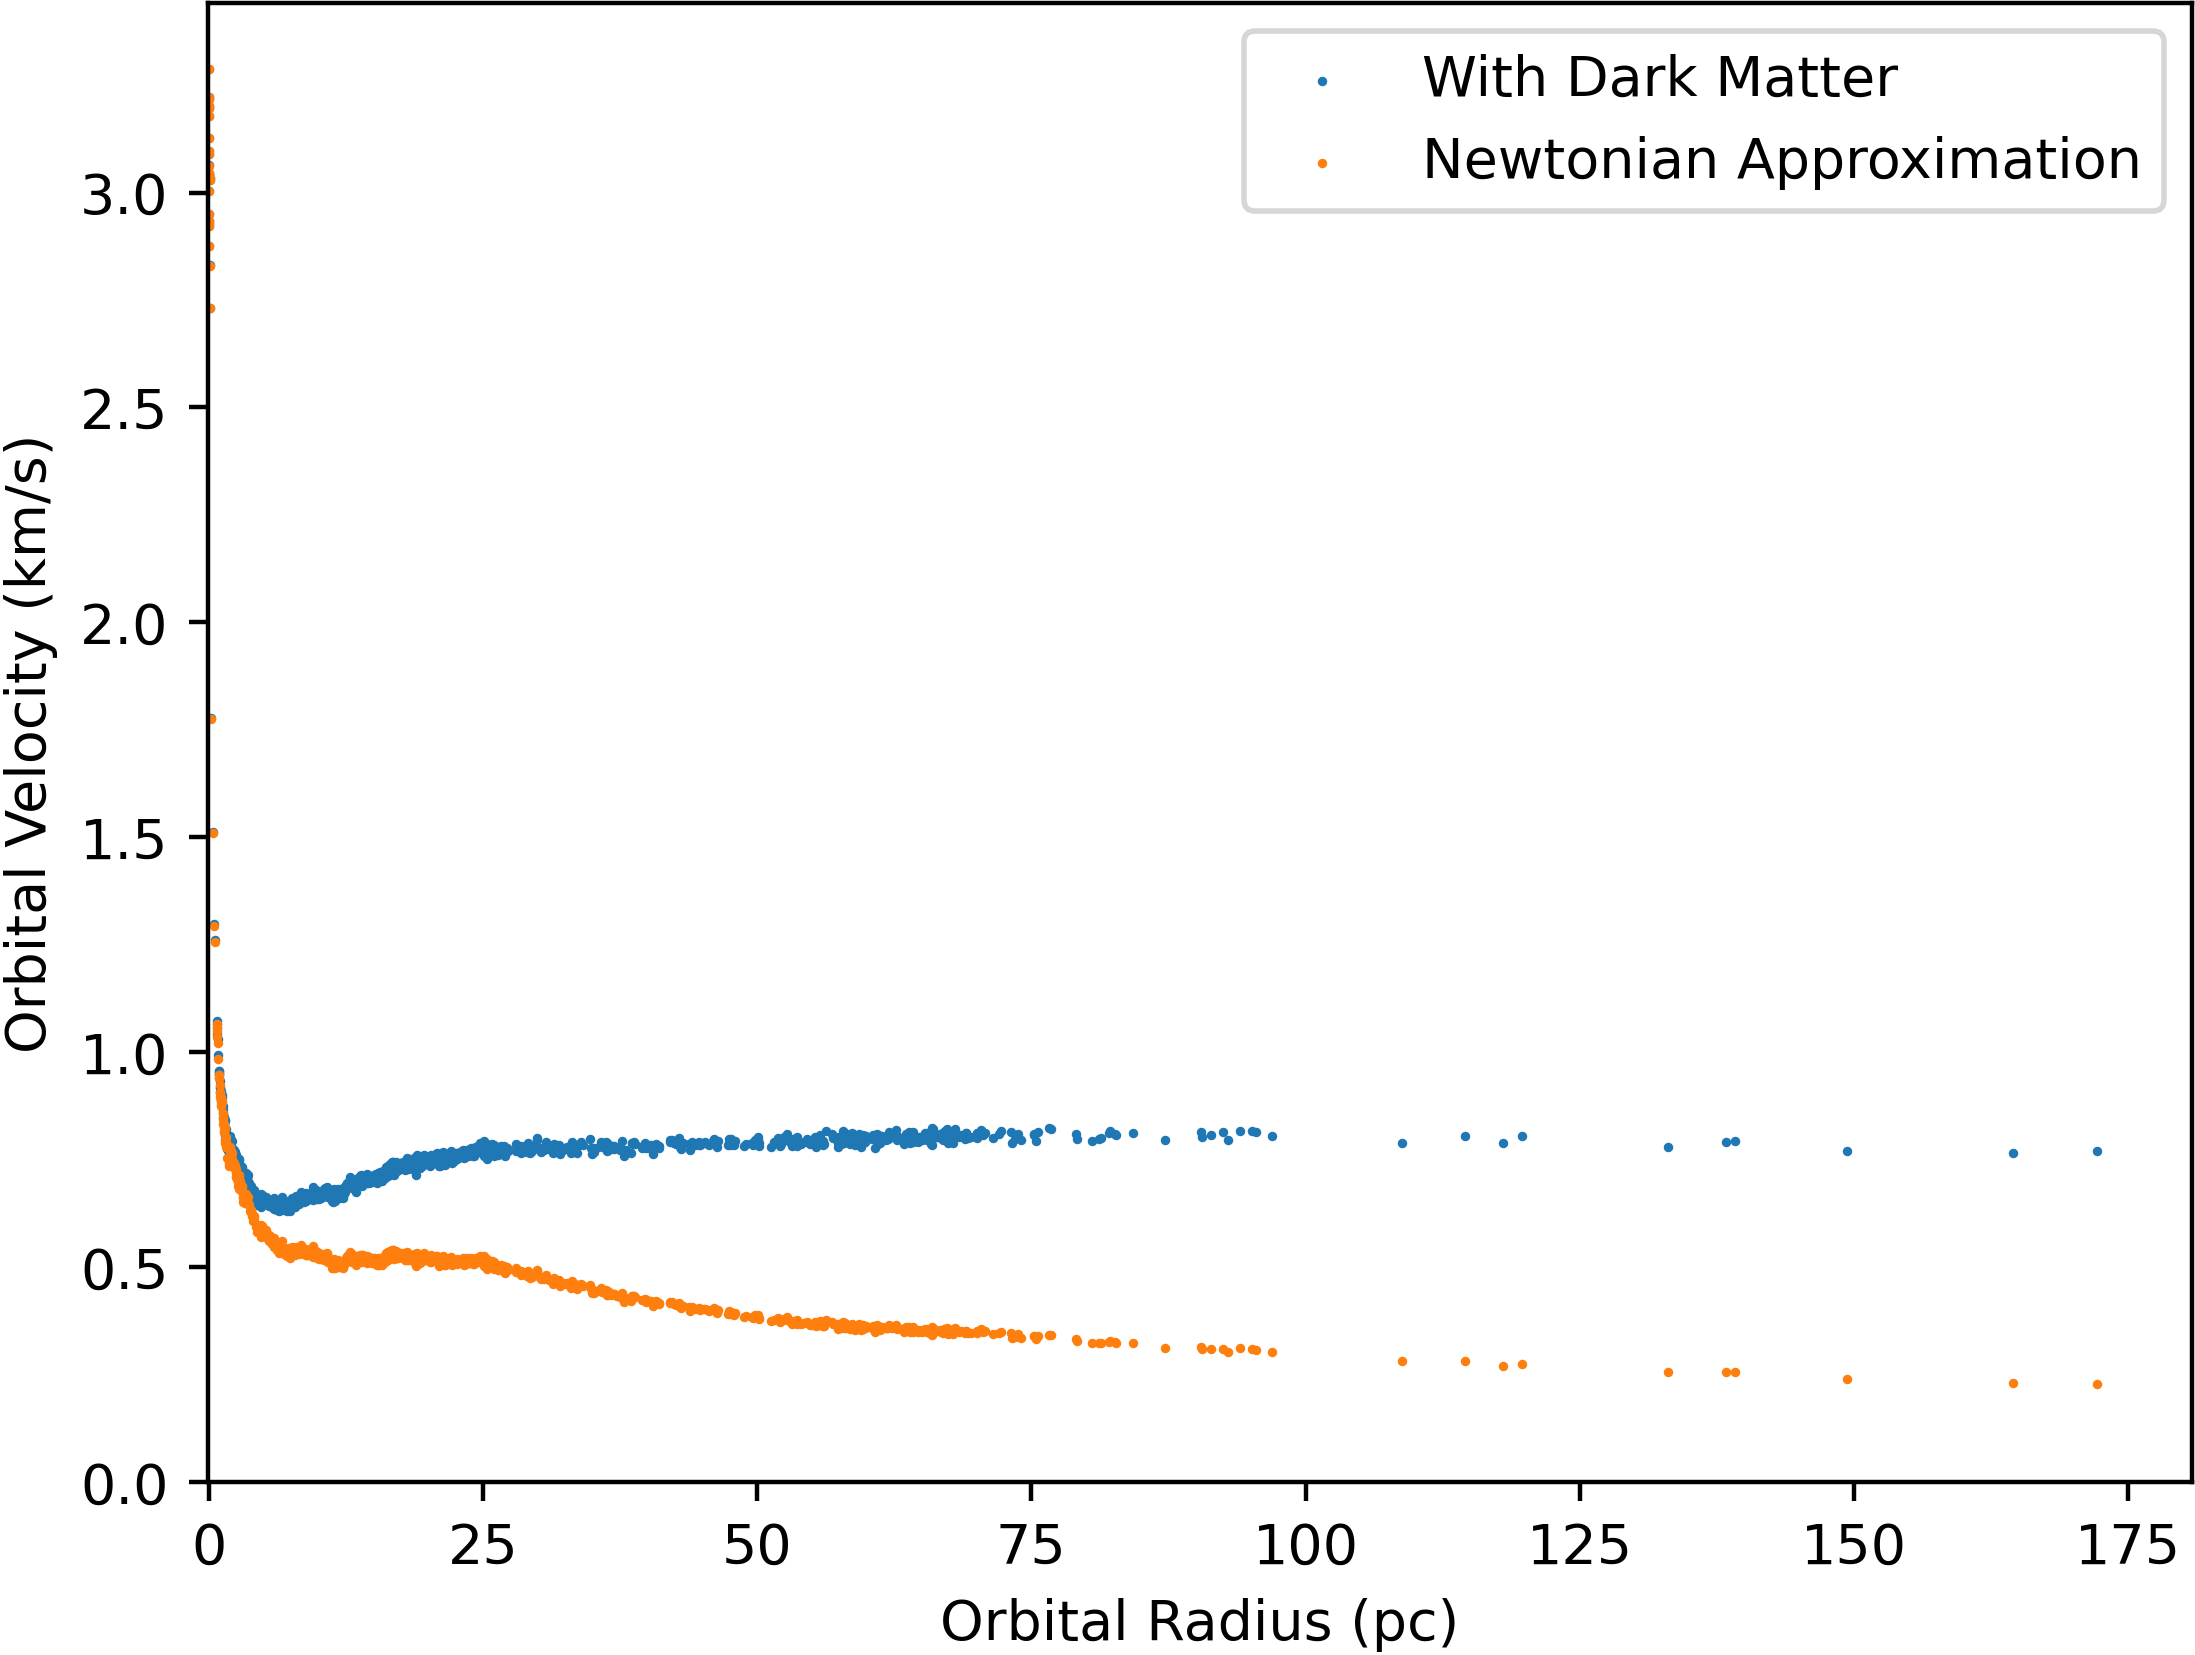 With Dark Matter
Newtonian Approximation
Orbital Velocity (km/s)
3.0
2.5
2.0
1.5
1.0
0.5
0.0
0 25 50 75 100 125 150 175
Orbital Radius (pc)